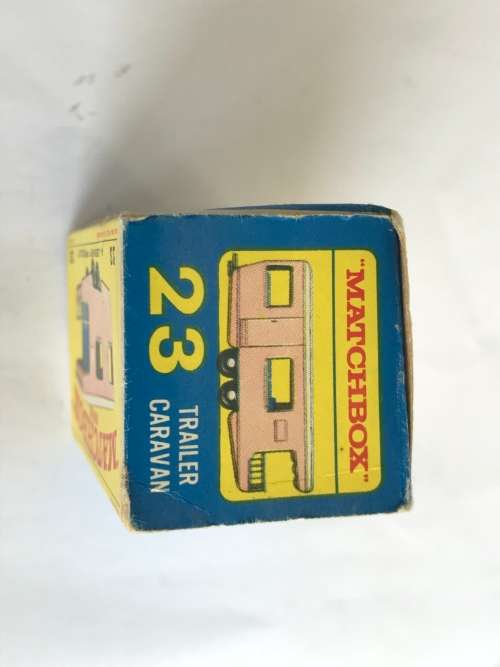 "MATCHBOX"
23
TRAILER
CARAVAN